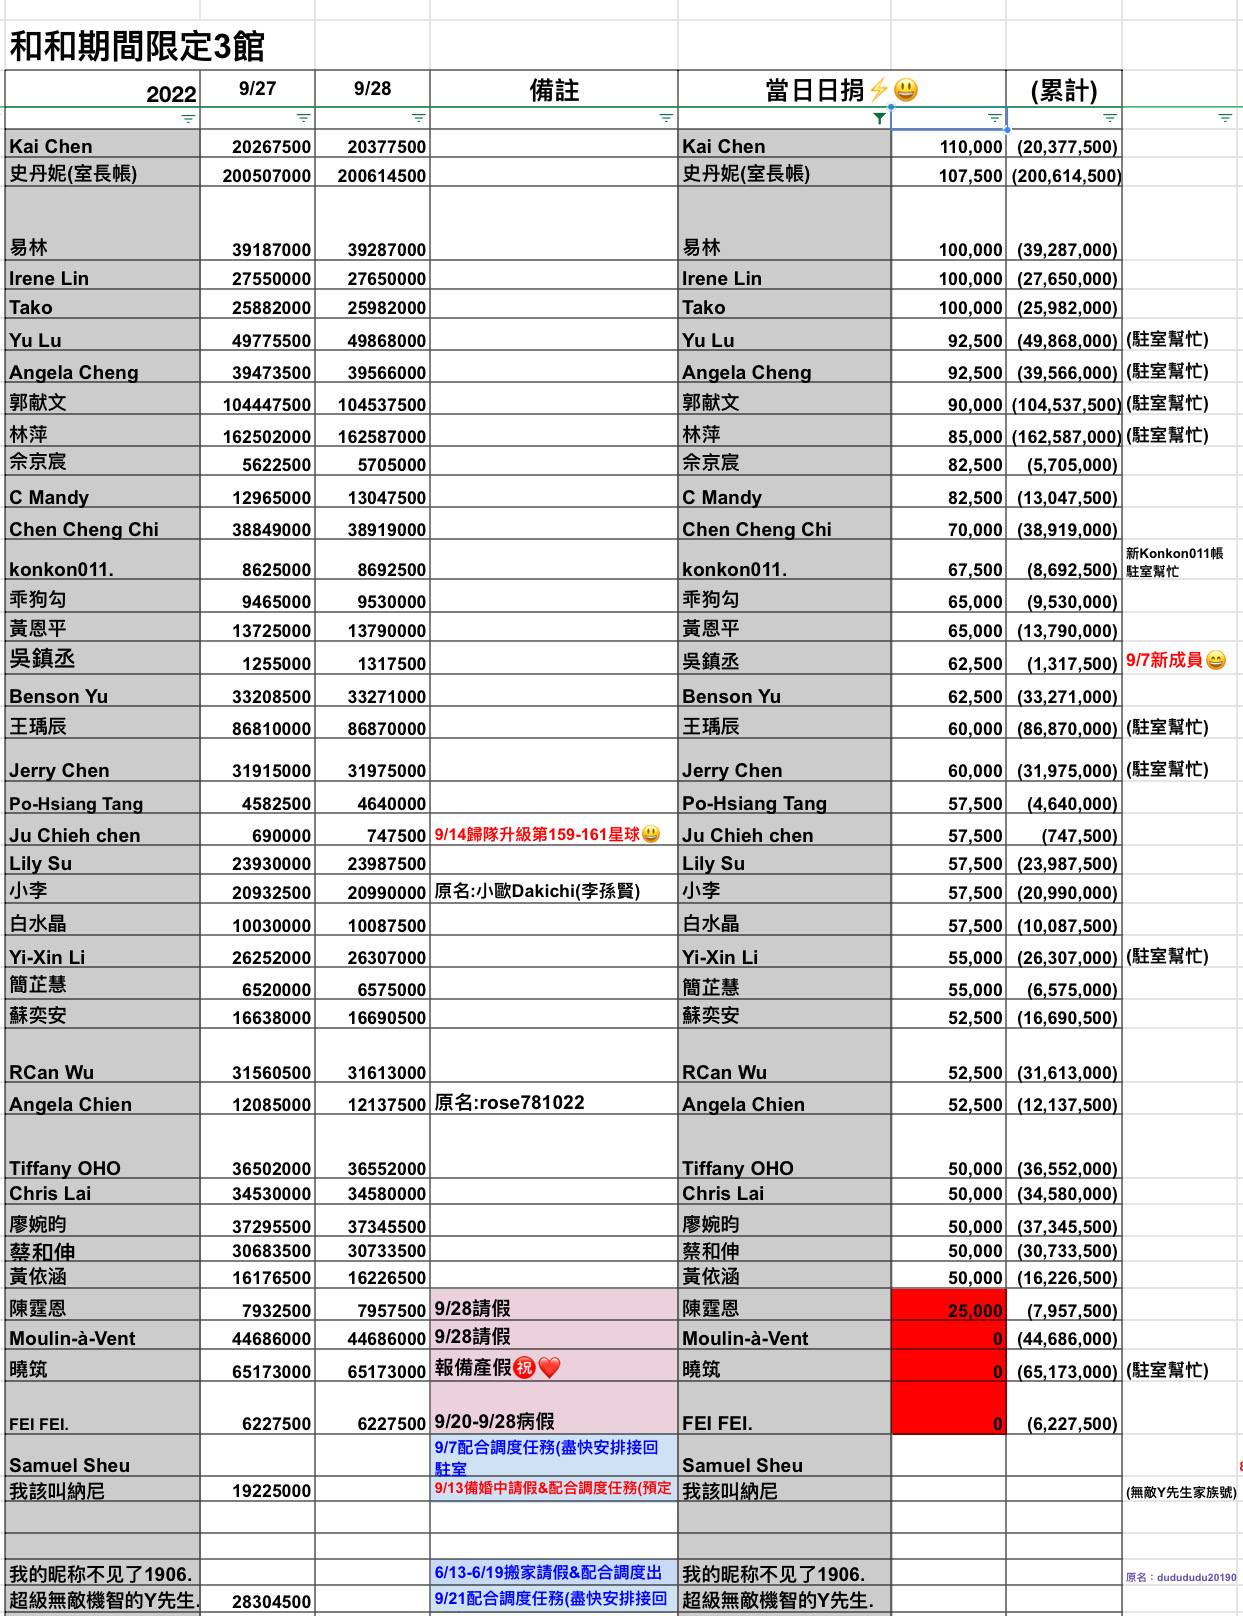 和和期間限定3館
2022 9/27 9/28 備註 當日日捐⚡😃 (累計)
Kai Chen 20267500 20377500 Kai Chen 110,000 (20,377,500)
史丹妮(室長帳) 200507000 200614500 史丹妮(室長帳) 107,500 (200,614,500)
易林 39187000 39287000 易林 100,000 (39,287,000)
Irene Lin 27550000 27650000 Irene Lin 100,000 (27,650,000)
Tako 25882000 25982000 Tako 100,000 (25,982,000)
Yu Lu 49775500 49868000 Yu Lu 92,500 (49,868,000) (駐室幫忙)
Angela Cheng 39473500 39566000 Angela Cheng 92,500 (39,566,000) (駐室幫忙)
郭献文 104447500 104537500 郭献文 90,000 (104,537,500) (駐室幫忙)
林萍 162502000 162587000 林萍 85,000 (162,587,000) (駐室幫忙)
佘京宸 5622500 5705000 佘京宸 82,500 (5,705,000)
C Mandy 12965000 13047500 C Mandy 82,500 (13,047,500)
Chen Cheng Chi 38849000 38919000 Chen Cheng Chi 70,000 (38,919,000)
新Konkon011帳
konkon011. 8625000 8692500 konkon011. 67,500 (8,692,500) 駐室幫忙
乖狗勾 9465000 9530000 乖狗勾 65,000 (9,530,000)
黃恩平 13725000 13790000 黃恩平 65,000 (13,790,000)
吳鎮丞 1255000 1317500 吳鎮丞 62,500 (1,317,500) 9/7新成員😄
Benson Yu 33208500 33271000 Benson Yu 62,500 (33,271,000)
王瑀辰 86810000 86870000 王瑀辰 60,000 (86,870,000) (駐室幫忙)
Jerry Chen 31915000 31975000 Jerry Chen 60,000 (31,975,000) (駐室幫忙)
Po-Hsiang Tang 4582500 4640000 Po-Hsiang Tang 57,500 (4,640,000)
Ju Chieh chen 690000 747500 9/14歸隊升級第159-161星球😃 Ju Chieh chen 57,500 (747,500)
Lily Su 23930000 23987500 Lily Su 57,500 (23,987,500)
小李 20932500 20990000 原名:小歐Dakichi(李孫賢) 小李 57,500 (20,990,000)
白水晶 10030000 10087500 白水晶 57,500 (10,087,500)
Yi-Xin Li 26252000 26307000 Yi-Xin Li 55,000 (26,307,000) (駐室幫忙)
簡芷慧 6520000 6575000 簡芷慧 55,000 (6,575,000)
蘇奕安 16638000 16690500 蘇奕安 52,500 (16,690,500)
RCan Wu 31560500 31613000 RCan Wu 52,500 (31,613,000)
Angela Chien 12085000 12137500 原名:rose781022 Angela Chien 52,500 (12,137,500)
Tiffany OHO 36502000 36552000 Tiffany OHO 50,000 (36,552,000)
Chris Lai 34530000 34580000 Chris Lai 50,000 (34,580,000)
廖婉昀 37295500 37345500 廖婉昀 50,000 (37,345,500)
蔡和伸 30683500 30733500 蔡和伸 50,000 (30,733,500)
黃依涵 16176500 16226500 黃依涵 50,000 (16,226,500)
陳霆恩 7932500 7957500 9/28請假 陳霆恩 25,000 (7,957,500)
Moulin-à-Vent 44686000 44686000 9/28請假 Moulin-à-Vent 0 (44,686,000)
曉筑 65173000 65173000 報備產假㊗️❤️ 曉筑 0 (65,173,000) (駐室幫忙)
FEI FEI. 6227500 6227500 9/20-9/28病假 FEI FEI. 0 (6,227,500)
9/7配合調度任務(盡快安排接回
Samuel Sheu 駐室 Samuel Sheu
我該叫納尼 19225000 9/13備婚中請假&配合調度任務(預定 我該叫納尼 (無敵Y先生家族號)
我的昵称不见了1906. 6/13-6/19搬家請假&配合調度出 我的昵称不见了1906. 原名：dudududu20190
超級無敵機智的Y先生. 28304500 9/21配合調度任務(盡快安排接回 超級無敵機智的Y先生.